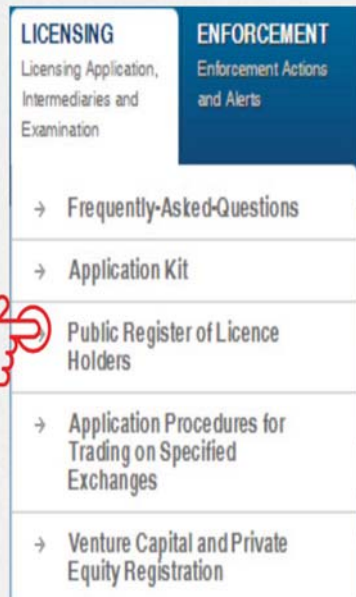 LICENSING
Licensing Application,
Intermediaries and
Examination
ENFORCEMENT
Enforcement Actions
and Alerts
→ Frequently-Asked-Questions
→ Application Kit
Public Register of Licence
Holders
→ Application Procedures for
Trading on Specified
Exchanges
→ Venture Capital and Private
Equity Registration